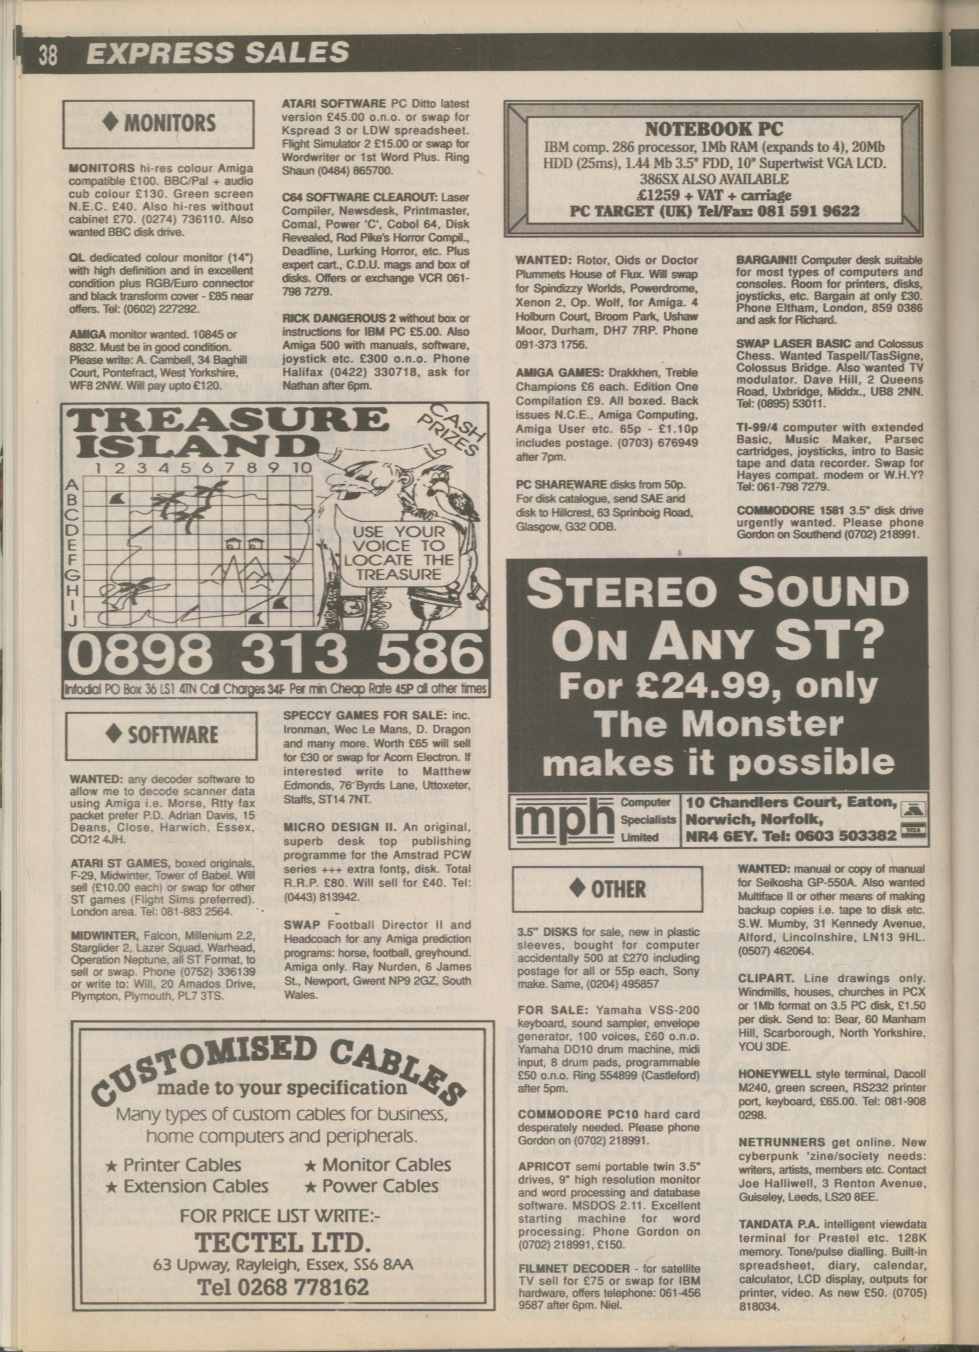 38 EXPRESS SALES
◆ MONITORS
MONITORS hi-res colour Amiga
compatible £100. BBC/Pal + audio
cub colour £130. Green screen
N.E.C. £40. Also hi-res without
cabinet £70. (0274) 736110. Also
wanted BBC disk drive.
QL dedicated colour monitor (14")
with high definition and in excellent
condition plus RGB/Euro connector
and black transform cover - £85 near
offers. Tel: (0602) 227292.
AMIGA monitor wanted. 10845 or
8832. Must be in good condition.
Please write: A. Cambell, 34 Baghill
Court, Pontefract, West Yorkshire,
WF8 2NW. Will pay upto £120.
ATARI SOFTWARE PC Ditto latest
version £45.00 o.n.o. or swap for
Kspread 3 or LDW spreadsheet.
Flight Simulator 2 £15.00 or swap for
Wordwriter or 1st Word Plus. Ring
Shaun (0484) 865700.
C64 SOFTWARE CLEAROUT: Laser
Compiler, Newsdesk, Printmaster,
Comal, Power 'C', Cobol 64, Disk
Revealed, Rod Pike's Horror Compil.,
Deadline, Lurking Horror, etc. Plus
expert cart., C.D.U. mags and box of
disks. Offers or exchange VCR 061-
798 7279.
RICK DANGEROUS 2 without box or
instructions for IBM PC £5.00. Also
Amiga 500 with manuals, software,
joystick etc. £300 o.n.o. Phone
Halifax (0422) 330718, ask for
Nathan after 6pm.
TREASURE
ISLAND
CASH
PRIZES
1 2 3 4 5 6 7 8 9 10
A
B
C
D
E
F
G
H
I
J
USE YOUR
VOICE TO
LOCATE THE
TREASURE
0898 313 586
Infodial PO Box 36 LS1 4TN Call Charges 34P Per min Cheap Rate 45P all other times
◆ SOFTWARE
WANTED: any decoder software to
allow me to decode scanner data
using Amiga i.e. Morse, Rtty fax
packet prefer P.D. Adrian Davis, 15
Deans, Close, Harwich, Essex,
CO12 4JH.
ATARI ST GAMES, boxed originals,
F-29, Midwinter, Tower of Babel. Will
sell (£10.00 each) or swap for other
ST games (Flight Sims preferred).
London area. Tel: 081-883 2564.
MIDWINTER, Falcon, Millenium 2.2,
Starglider 2, Lazer Squad, Warhead,
Operation Neptune, all ST Format, to
sell or swap. Phone (0752) 336139
or write to: Will, 20 Amados Drive,
Plympton, Plymouth, PL7 3TS.
SPECCY GAMES FOR SALE: inc.
Ironman, Wec Le Mans, D. Dragon
and many more. Worth £65 will sell
for £30 or swap for Acorn Electron. If
interested write to Matthew
Edmonds, 76 Byrds Lane, Uttoxeter,
Staffs, ST14 7NT.
MICRO DESIGN II. An original,
superb desk top publishing
programme for the Amstrad PCW
series +++ extra fonts, disk. Total
R.R.P. £80. Will sell for £40. Tel:
(0443) 813942.
SWAP Football Director II and
Headcoach for any Amiga prediction
programs: horse, football, greyhound.
Amiga only. Ray Nurden, 6 James
St., Newport, Gwent NP9 2GZ, South
Wales.
CUSTOMISED CABLES
made to your specification
Many types of custom cables for business,
home computers and peripherals.
★ Printer Cables ★ Monitor Cables
★ Extension Cables ★ Power Cables
FOR PRICE LIST WRITE:-
TECTEL LTD.
63 Upway, Rayleigh, Essex, SS6 8AA
Tel 0268 778162
NOTEBOOK PC
IBM comp. 286 processor, 1Mb RAM (expands to 4), 20Mb
HDD (25ms), 1.44 Mb 3.5" FDD, 10" Supertwist VGA LCD.
386SX ALSO AVAILABLE
£1259 + VAT + carriage
PC TARGET (UK) Tel/Fax: 081 591 9622
WANTED: Rotor, Oids or Doctor
Plummets House of Flux. Will swap
for Spindizzy Worlds, Powerdrome,
Xenon 2, Op. Wolf, for Amiga. 4
Holburn Court, Broom Park, Ushaw
Moor, Durham, DH7 7RP. Phone
091-373 1756.
AMIGA GAMES: Drakkhen, Treble
Champions £6 each. Edition One
Compilation £9. All boxed. Back
issues N.C.E., Amiga Computing,
Amiga User etc. 65p - £1.10p
includes postage. (0703) 676949
after 7pm.
PC SHAREWARE disks from 50p.
For disk catalogue, send SAE and
disk to Hillcrest, 63 Sprinboig Road,
Glasgow, G32 ODB.
BARGAIN!! Computer desk suitable
for most types of computers and
consoles. Room for printers, disks,
joysticks, etc. Bargain at only £30.
Phone Eltham, London, 859 0386
and ask for Richard.
SWAP LASER BASIC and Colossus
Chess. Wanted Taspell/TasSigne,
Colossus Bridge. Also wanted TV
modulator. Dave Hill, 2 Queens
Road, Uxbridge, Middx., UB8 2NN.
Tel: (0895) 53011.
TI-99/4 computer with extended
Basic, Music Maker, Parsec
cartridges, joysticks, intro to Basic
tape and data recorder. Swap for
Hayes compat. modem or W.H.Y?
Tel: 061-798 7279.
COMMODORE 1581 3.5" disk drive
urgently wanted. Please phone
Gordon on Southend (0702) 218991.
STEREO SOUND
ON ANY ST?
For £24.99, only
The Monster
makes it possible
mph
Computer
Specialists
Limited
10 Chandlers Court, Eaton,
Norwich, Norfolk,
NR4 6EY. Tel: 0603 503382
VISA
◆ OTHER
3.5" DISKS for sale, new in plastic
sleeves, bought for computer
accidentally 500 at £270 including
postage for all or 55p each, Sony
make. Same, (0204) 495857
FOR SALE: Yamaha VSS-200
keyboard, sound sampler, envelope
generator, 100 voices, £60 o.n.o.
Yamaha DD10 drum machine, midi
input, 8 drum pads, programmable
£50 o.n.o. Ring 554899 (Castleford)
after 5pm.
COMMODORE PC10 hard card
desperately needed. Please phone
Gordon on (0702) 218991.
APRICOT semi portable twin 3.5"
drives, 9" high resolution monitor
and word processing and database
software. MSDOS 2.11. Excellent
starting machine for word
processing. Phone Gordon on
(0702) 218991, £150.
FILMNET DECODER - for satellite
TV sell for £75 or swap for IBM
hardware, offers telephone: 061-456
9587 after 6pm. Niel.
WANTED: manual or copy of manual
for Seikosha GP-550A. Also wanted
Multiface II or other means of making
backup copies i.e. tape to disk etc.
S.W. Mumby, 31 Kennedy Avenue,
Alford, Lincolnshire, LN13 9HL.
(0507) 462064.
CLIPART. Line drawings only.
Windmills, houses, churches in PCX
or 1Mb format on 3.5 PC disk, £1.50
per disk. Send to: Bear, 60 Manham
Hill, Scarborough, North Yorkshire,
YOU 3DE.
HONEYWELL style terminal, Dacoll
M240, green screen, RS232 printer
port, keyboard, £65.00. Tel: 081-908
0298.
NETRUNNERS get online. New
cyberpunk 'zine/society needs:
writers, artists, members etc. Contact
Joe Halliwell, 3 Renton Avenue,
Guiseley, Leeds, LS20 8EE.
TANDATA P.A. intelligent viewdata
terminal for Prestel etc. 128K
memory. Tone/pulse dialling. Built-in
spreadsheet, diary, calendar,
calculator, LCD display, outputs for
printer, video. As new £50. (0705)
818034.